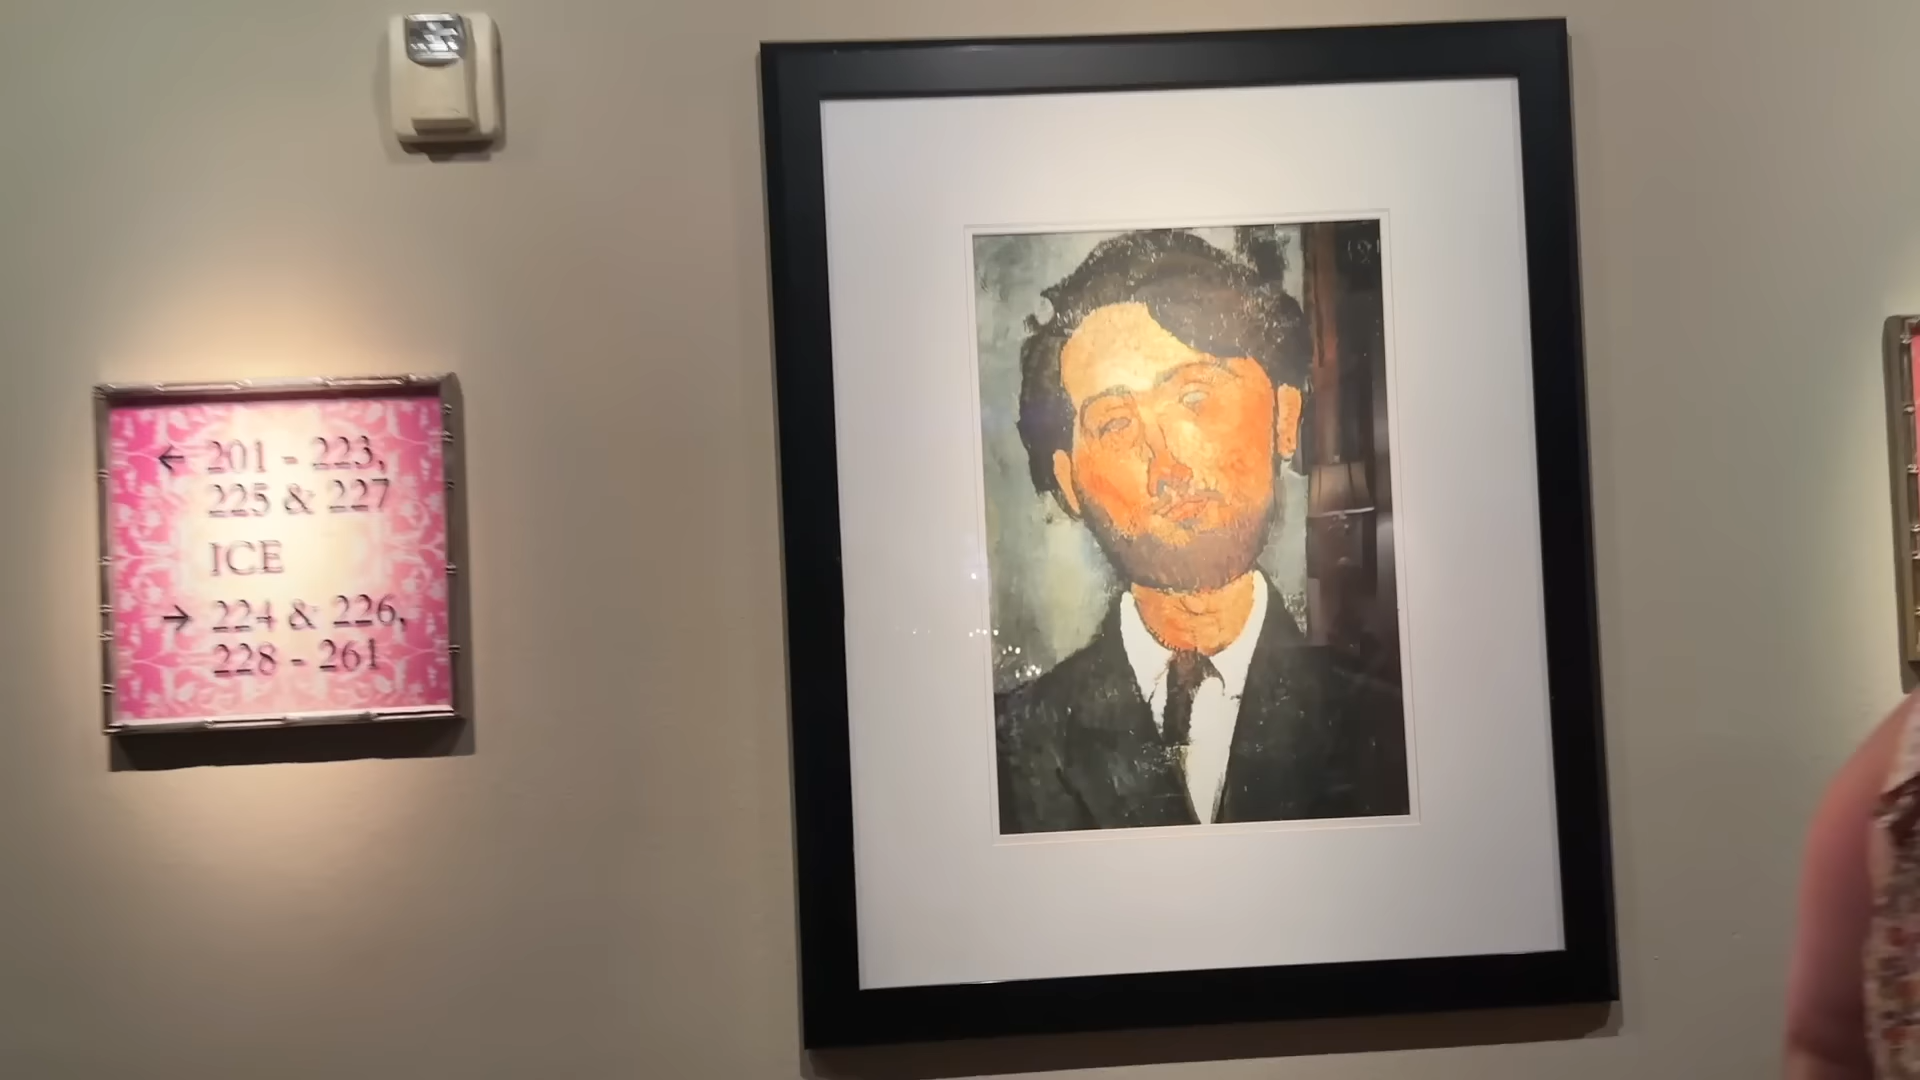 ← 201 - 223,
225 & 227
ICE
→ 224 & 226,
228 - 261